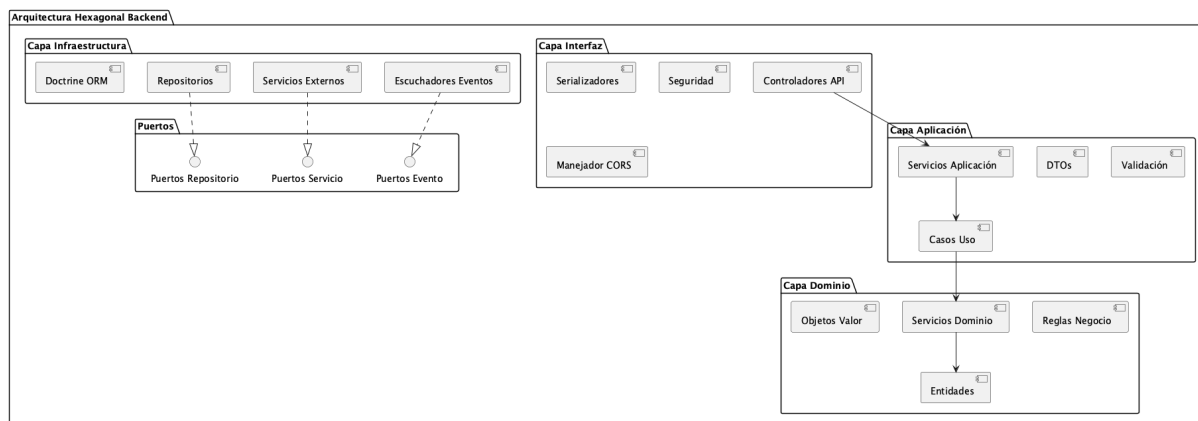 Arquitectura Hexagonal Backend
Capa Infraestructura
Doctrine ORM
Repositorios
Servicios Externos
Escuchadores Eventos
Puertos
Puertos Repositorio
Puertos Servicio
Puertos Evento
Capa Interfaz
Serializadores
Seguridad
Controladores API
Manejador CORS
Capa Aplicación
Servicios Aplicación
DTOs
Validación
Casos Uso
Capa Dominio
Objetos Valor
Servicios Dominio
Reglas Negocio
Entidades